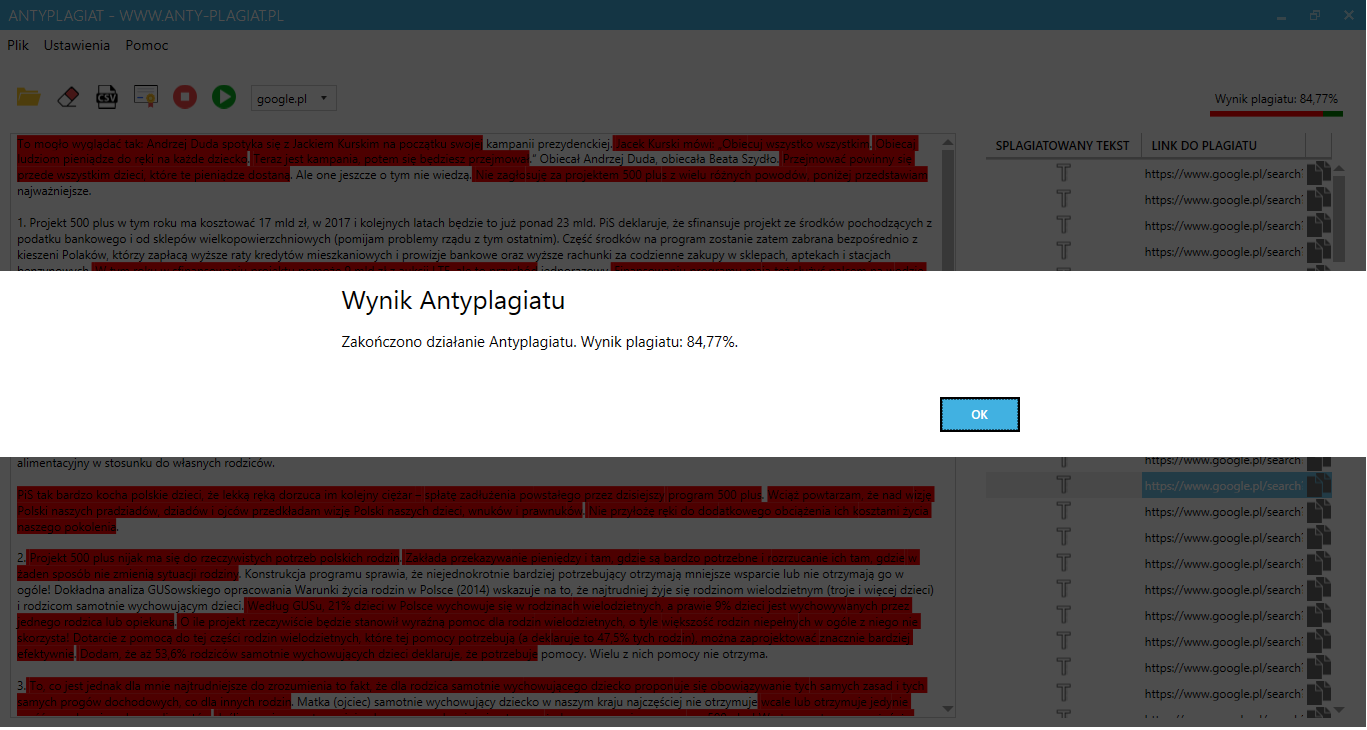 ANTYPLAGIAT - WWW.ANTY-PLAGIAT.PL
Plik Ustawienia Pomoc
CSV
google.pl
Wynik plagiatu: 84,77%
To mogło wyglądać tak: Andrzej Duda spotyka się z Jackiem Kurskim na początku swojej kampanii prezydenckiej. Jacek Kurski mówi: „Obiecuj wszystko wszystkim. Obiecaj
ludziom pieniądze do ręki na każde dziecko. Teraz jest kampania, potem się będziesz przejmował." Obiecał Andrzej Duda, obiecała Beata Szydło. Przejmować powinny się
przede wszystkim dzieci, które te pieniądze dostaną. Ale one jeszcze o tym nie wiedzą. Nie zagłosuję za projektem 500 plus z wielu różnych powodów, poniżej przedstawiam
najważniejsze.
1. Projekt 500 plus w tym roku ma kosztować 17 mld zł, w 2017 i kolejnych latach będzie to już ponad 23 mld. PiS deklaruje, że sfinansuje projekt ze środków pochodzących z
podatku bankowego i od sklepów wielkopowierzchniowych (pomijam problemy rządu z tym ostatnim). Część środków na program zostanie zatem zabrana bezpośrednio z
kieszeni Polaków, którzy zapłacą wyższe raty kredytów mieszkaniowych i prowizje bankowe oraz wyższe rachunki za codzienne zakupy w sklepach, aptekach i stacjach
SPLAGIATOWANY TEKST LINK DO PLAGIATU
https://www.google.pl/search
https://www.google.pl/search
https://www.google.pl/search
https://www.google.pl/search
Wynik Antyplagiatu
Zakończono działanie Antyplagiatu. Wynik plagiatu: 84,77%.
OK
alimentacyjny w stosunku do własnych rodziców.
PiS tak bardzo kocha polskie dzieci, że lekką ręką dorzuca im kolejny ciężar – spłatę zadłużenia powstałego przez dzisiejszy program 500 plus. Wciąż powtarzam, że nad wizję
Polski naszych pradziadów, dziadów i ojców przedkładam wizję Polski naszych dzieci, wnuków i prawnuków. Nie przyłożę ręki do dodatkowego obciążenia ich kosztami życia
naszego pokolenia.
2. Projekt 500 plus nijak ma się do rzeczywistych potrzeb polskich rodzin. Zakłada przekazywanie pieniędzy i tam, gdzie są bardzo potrzebne i rozrzucanie ich tam, gdzie w
żaden sposób nie zmienia sytuacji rodziny. Konstrukcja programu sprawia, że niejednokrotnie bardziej potrzebujący otrzymają mniejsze wsparcie lub nie otrzymają go w
ogóle! Dokładna analiza GUSowskiego opracowania Warunki życia rodzin w Polsce (2014) wskazuje na to, że najtrudniej żyje się rodzinom wielodzietnym (troje i więcej dzieci)
i rodzicom samotnie wychowującym dzieci. Według GUSu, 31% dzieci w Polsce wychowuje się w rodzinach wielodzietnych, a prawie 9% dzieci jest wychowywanych przez
jednego rodzica lub opiekuna. O ile projekt rzeczywiście będzie stanowił wyraźną pomoc dla rodzin wielodzietnych, o tyle większość rodzin niepełnych w ogóle z niego nie
skorzysta! Dotarcie z pomocą do tej części rodzin wielodzietnych, które tej pomocy potrzebują (a deklaruje to 47,5% tych rodzin), można zaprojektować znacznie bardziej
efektywnie. Dodam, że aż 53,6% rodziców samotnie wychowujących dzieci deklaruje, że potrzebuje pomocy. Wielu z nich pomocy nie otrzyma.
3. To, co jest jednak dla mnie najtrudniejsze do zrozumienia to fakt, że dla rodzica samotnie wychowującego dziecko proponuje się obowiązywanie tych samych zasad i tych
samych progów dochodowych, co dla innych rodzin. Matka (ojciec) samotnie wychowujący dziecko w naszym kraju najczęściej nie otrzymuje wcale lub otrzymuje jedynie
https://www.google.pl/search
https://www.google.pl/search
https://www.google.pl/search
https://www.google.pl/search
https://www.google.pl/search
https://www.google.pl/search
https://www.google.pl/search
https://www.google.pl/search
https://www.google.pl/search
https://www.google.pl/search